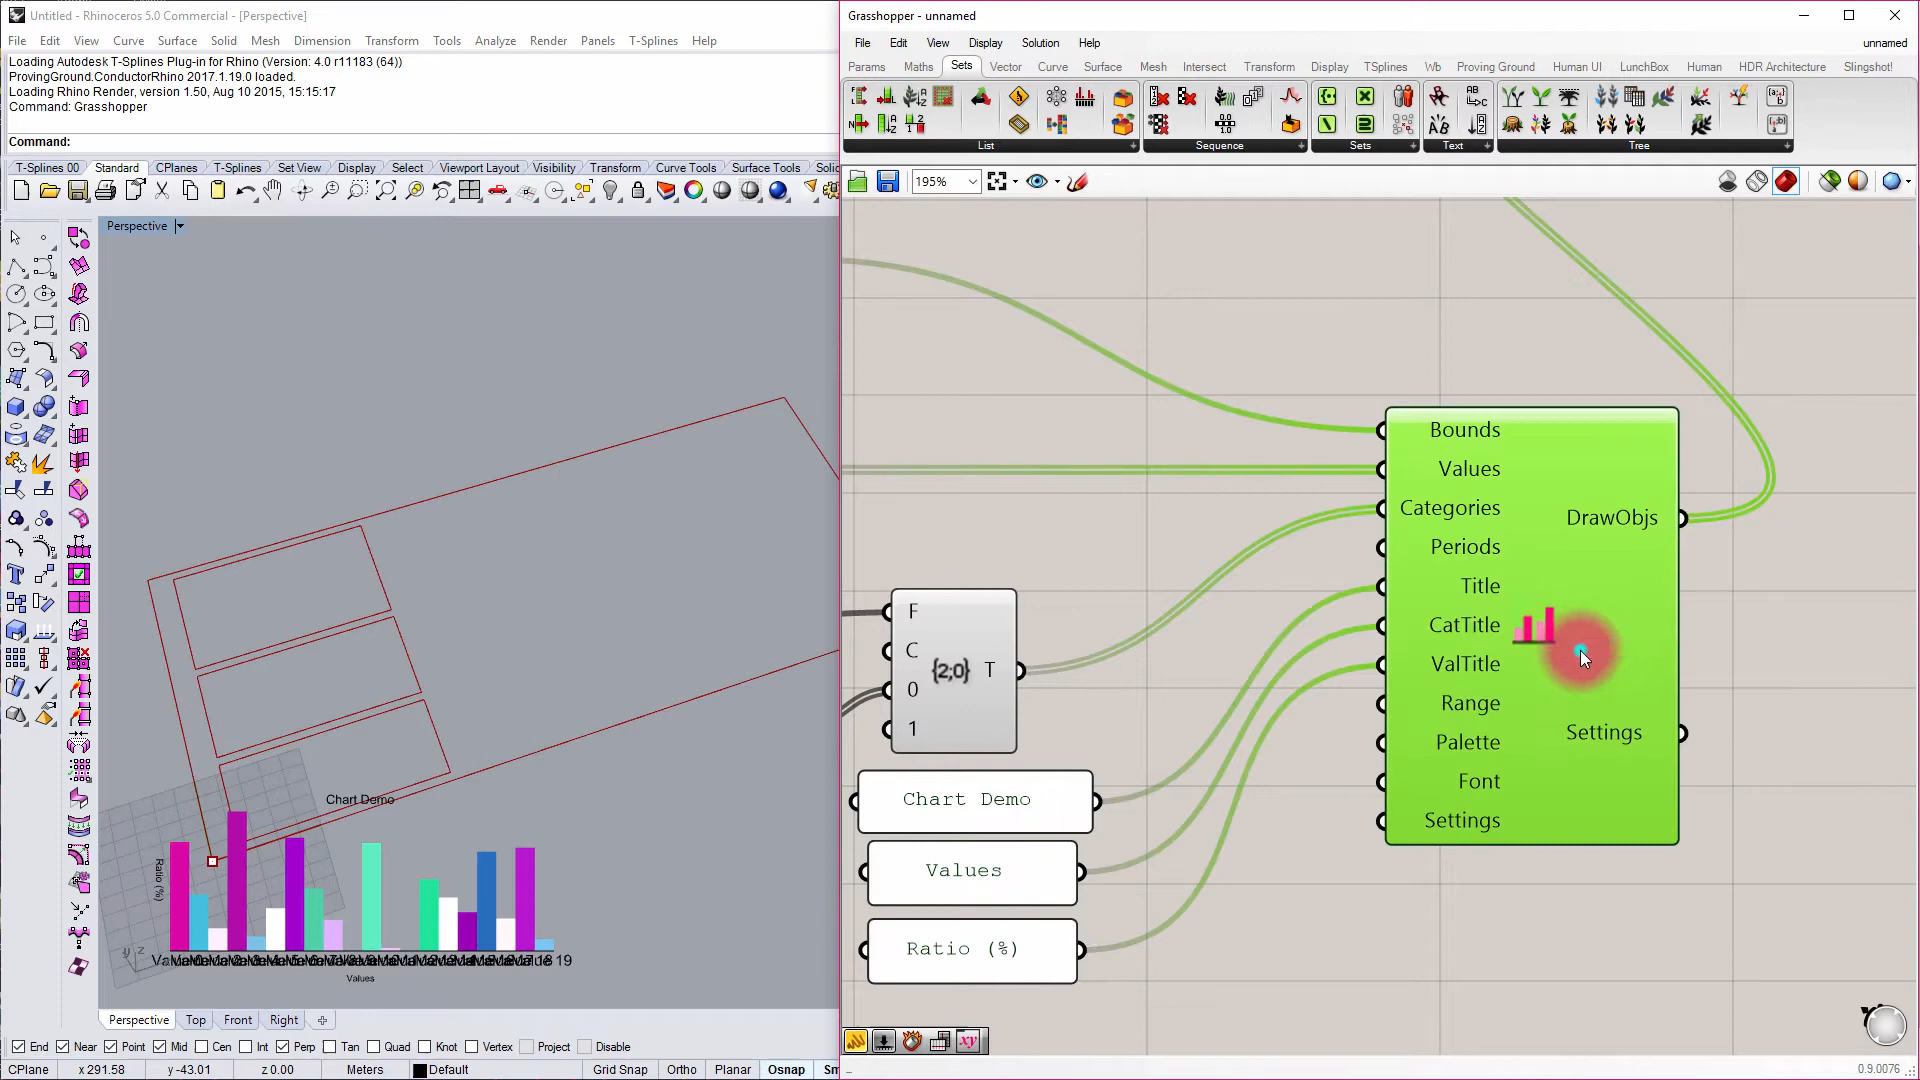 Untitled - Rhinoceros 5.0 Commercial - [Perspective]
File Edit View Curve Surface Solid Mesh Dimension Transform Tools Analyze Render Panels T-Splines Help
Loading Autodesk T-Splines Plug-in for Rhino (Version: 4.0 r11183 (64))
ProvingGround.ConductorRhino 2017.1.19.0 loaded.
Loading Rhino Render, version 1.50, Aug 10 2015, 15:15:17
Command: Grasshopper
Command:
T-Splines 00 Standard CPlanes T-Splines Set View Display Select Viewport Layout Visibility Transform Curve Tools Surface Tools
Perspective
Chart Demo
Ratio (%)
Value 19
Values
Perspective Top Front Right
End Near Point Mid Cen Int Perp Tan Quad Knot Vertex Project Disable
CPlane x 291.58 y -43.01 z 0.00 Meters Default Grid Snap Ortho Planar Osnap
Grasshopper - unnamed
File Edit View Display Solution Help unnamed
Params Maths Sets Vector Curve Surface Mesh Intersect Transform Display TSplines Wb Proving Ground Human UI LunchBox Human HDR Architecture Slingshot!
List Sequence Sets Text Tree
195%
Bounds
Values
Categories
Periods
Title
CatTitle
ValTitle
Range
Palette
Font
Settings
DrawObjs
Settings
F
C
0
1
{2;0}
T
Chart Demo
Values
Ratio (%)
0.9.0076